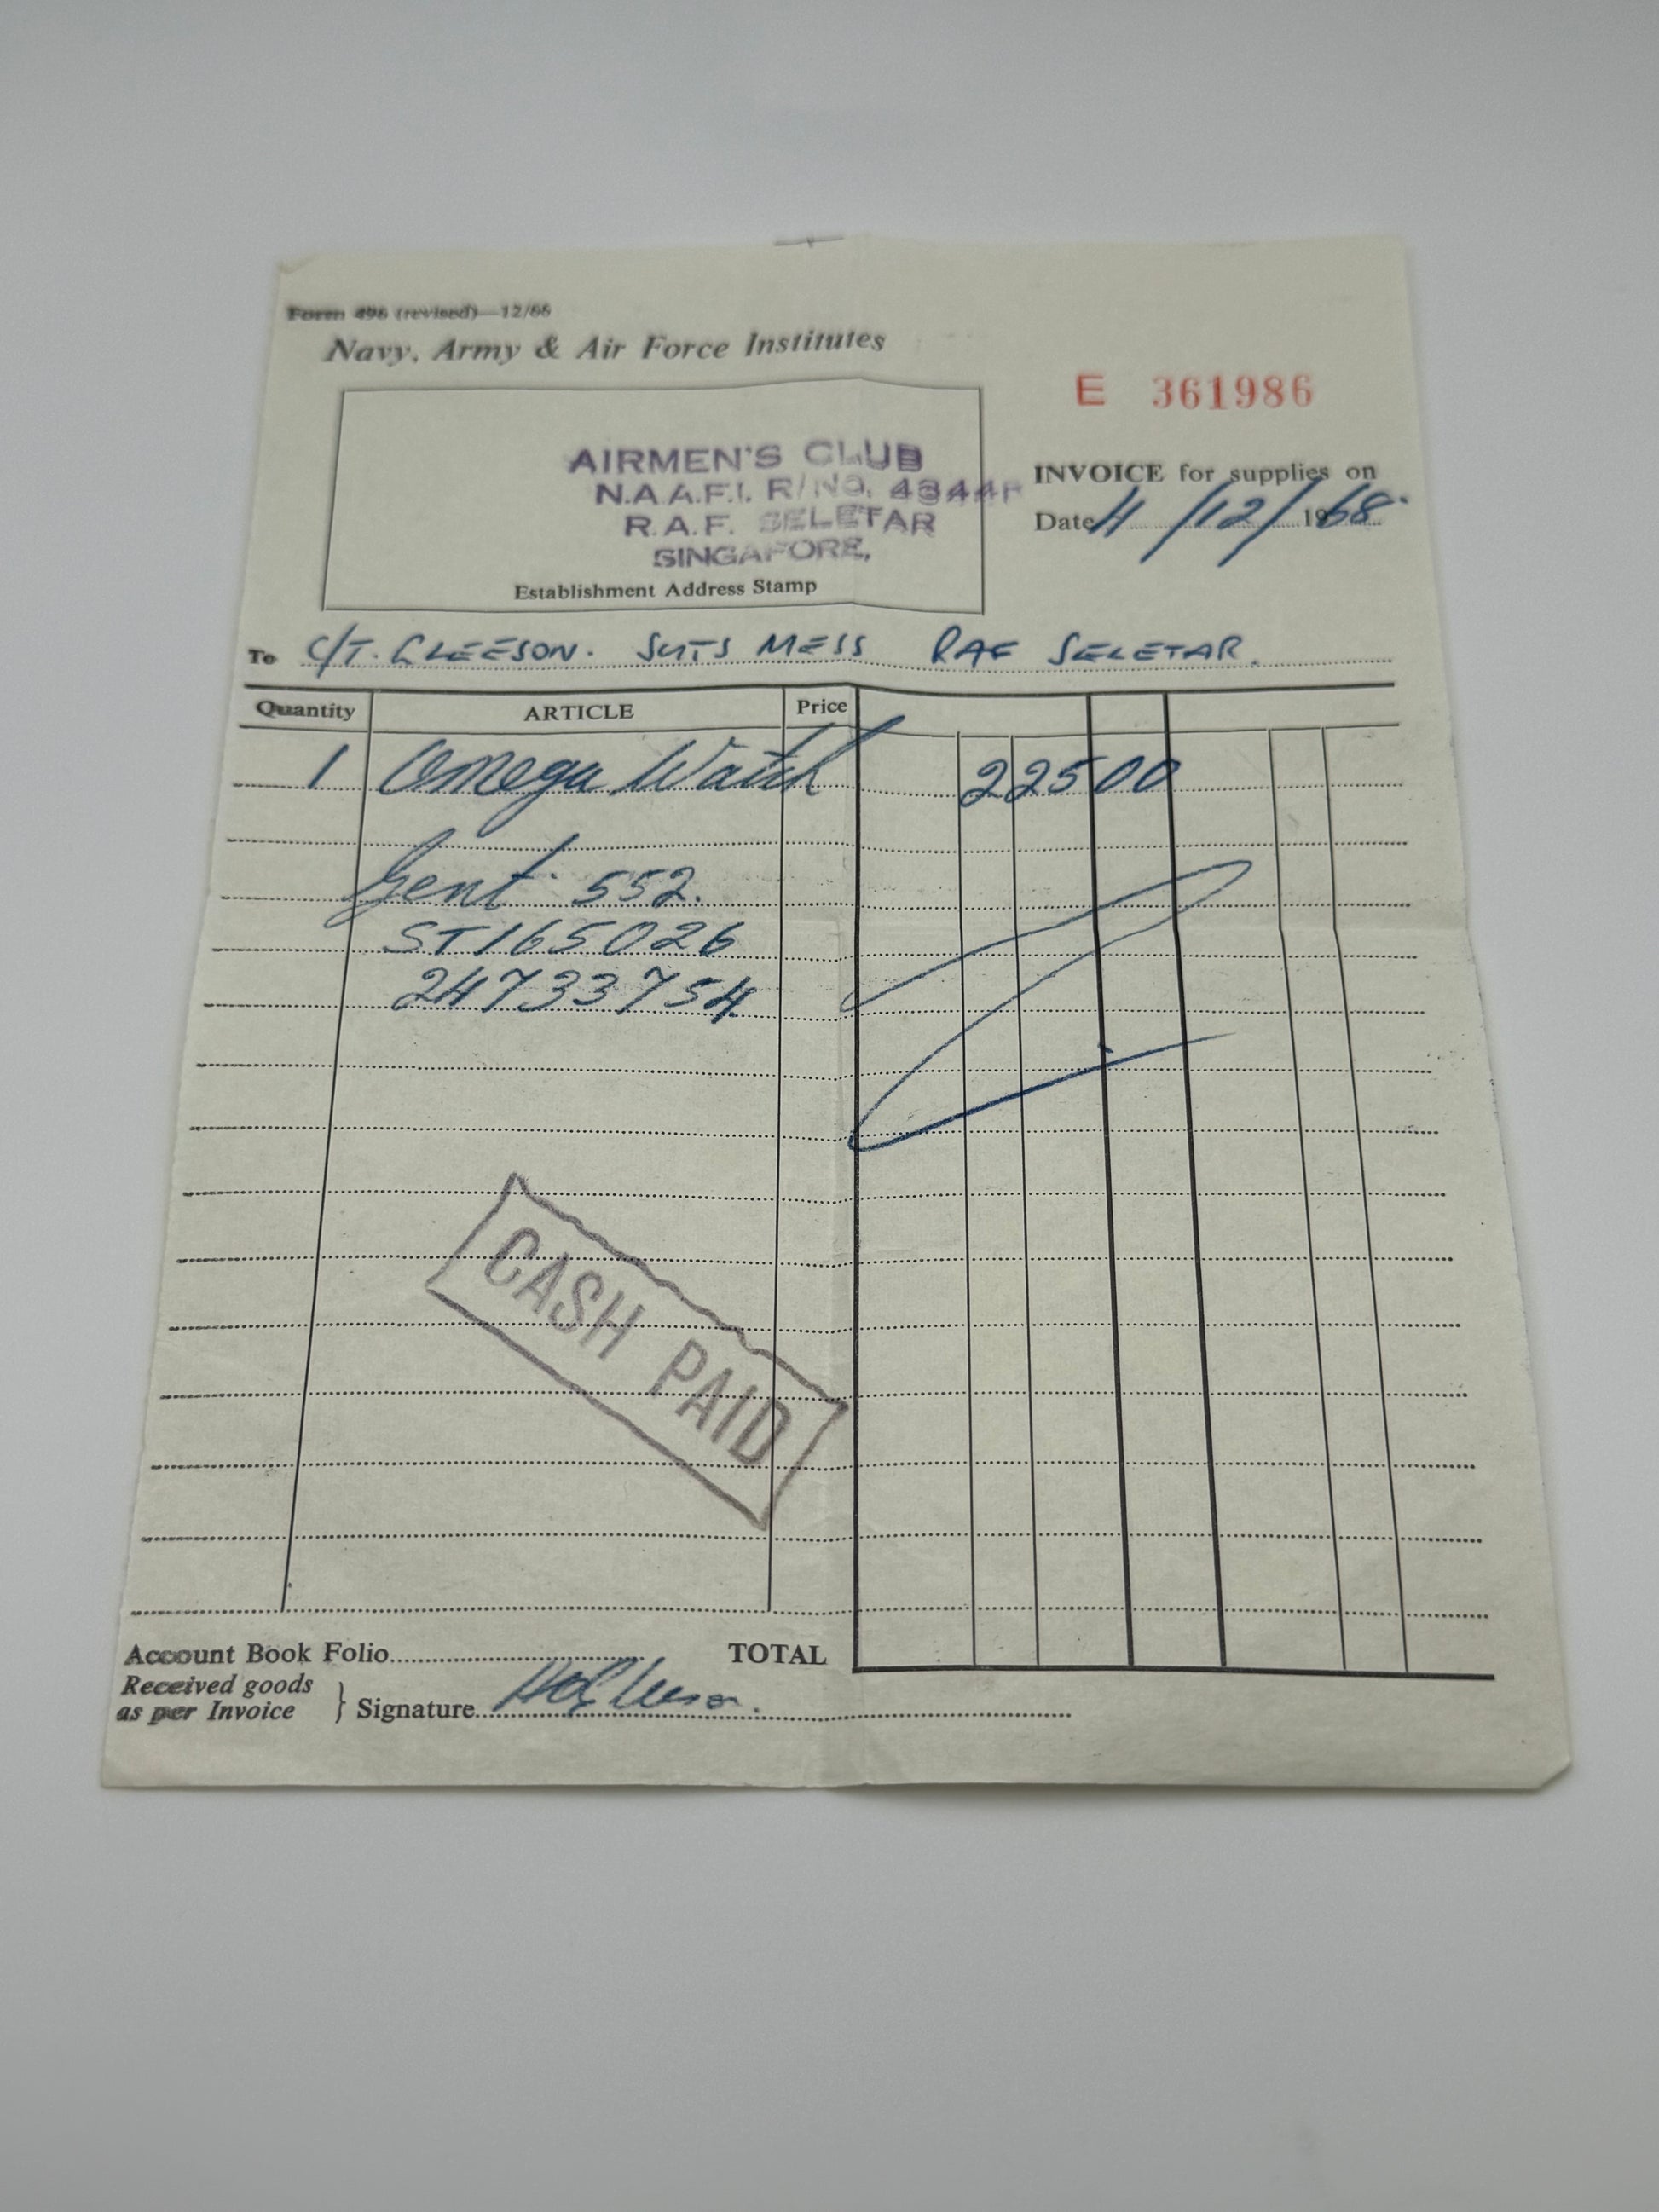 Form 496 (revised)—12/66
Navy, Army & Air Force Institutes
E 361986
AIRMEN'S CLUB
N.A.A.F.I. R/NO. 4344F
R.A.F. SELETAR
SINGAPORE,
Establishment Address Stamp
INVOICE for supplies on
Date 4/12/1968.
To C/T. GLEESON. SGTS MESS RAF SELETAR.
Quantity ARTICLE Price
1 Omega Watch 225 00
Gent 552.
ST165026
24733754
CASH PAID
Account Book Folio TOTAL
Received goods
as per Invoice } Signature